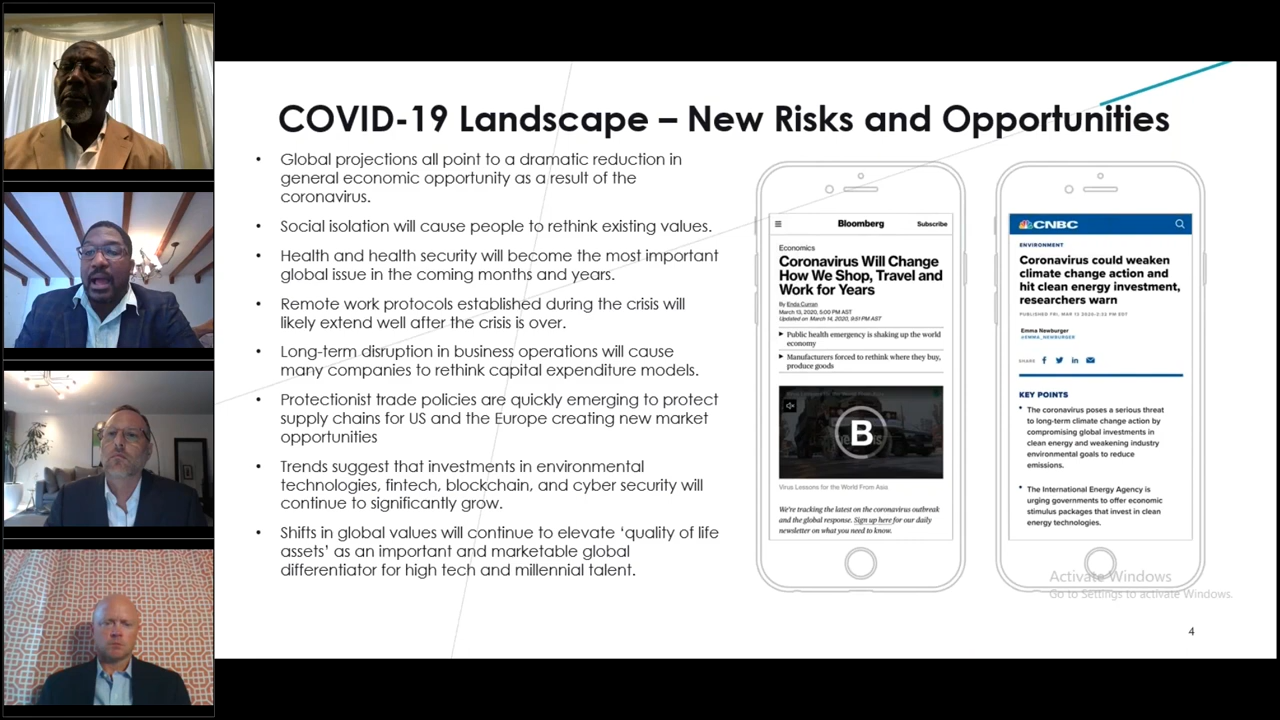 COVID-19 Landscape – New Risks and Opportunities
• Global projections all point to a dramatic reduction in
general economic opportunity as a result of the
coronavirus.
• Social isolation will cause people to rethink existing values.
• Health and health security will become the most important
global issue in the coming months and years.
• Remote work protocols established during the crisis will
likely extend well after the crisis is over.
• Long-term disruption in business operations will cause
many companies to rethink capital expenditure models.
• Protectionist trade policies are quickly emerging to protect
supply chains for US and the Europe creating new market
opportunities
• Trends suggest that investments in environmental
technologies, fintech, blockchain, and cyber security will
continue to significantly grow.
• Shifts in global values will continue to elevate ‘quality of life
assets’ as an important and marketable global
differentiator for high tech and millennial talent.
Bloomberg
Subscribe
Economics
Coronavirus Will Change
How We Shop, Travel and
Work for Years
By Enda Curran
March 13, 2020, 5:00 PM AST
Updated on March 14, 2020, 9:51 PM AST
Public health emergency is shaking up the world
economy
Manufacturers forced to rethink where they buy,
produce goods
B
Virus Lessons for the World From Asia
We're tracking the latest on the coronavirus outbreak
and the global response. Sign up here for our daily
newsletter on what you need to know.
CNBC
ENVIRONMENT
Coronavirus could weaken
climate change action and
hit clean energy investment,
researchers warn
PUBLISHED FRI, MAR 13 2020
Emma Newburger
@EMMA_NEWBURGER
SHARE
KEY POINTS
• The coronavirus poses a serious threat
to long-term climate change action by
compromising global investments in
clean energy and weakening industry
environmental goals to reduce
emissions.
• The International Energy Agency is
urging governments to offer economic
stimulus packages that invest in clean
energy technologies.
Activate Windows
Go to Settings to activate Windows.
4